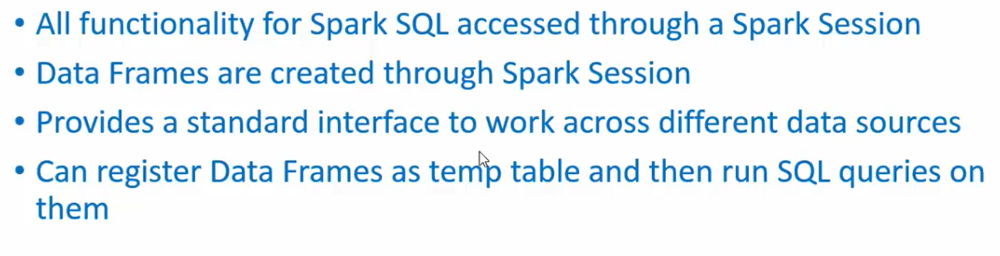 • All functionality for Spark SQL accessed through a Spark Session
• Data Frames are created through Spark Session
• Provides a standard interface to work across different data sources
• Can register Data Frames as temp table and then run SQL queries on
them